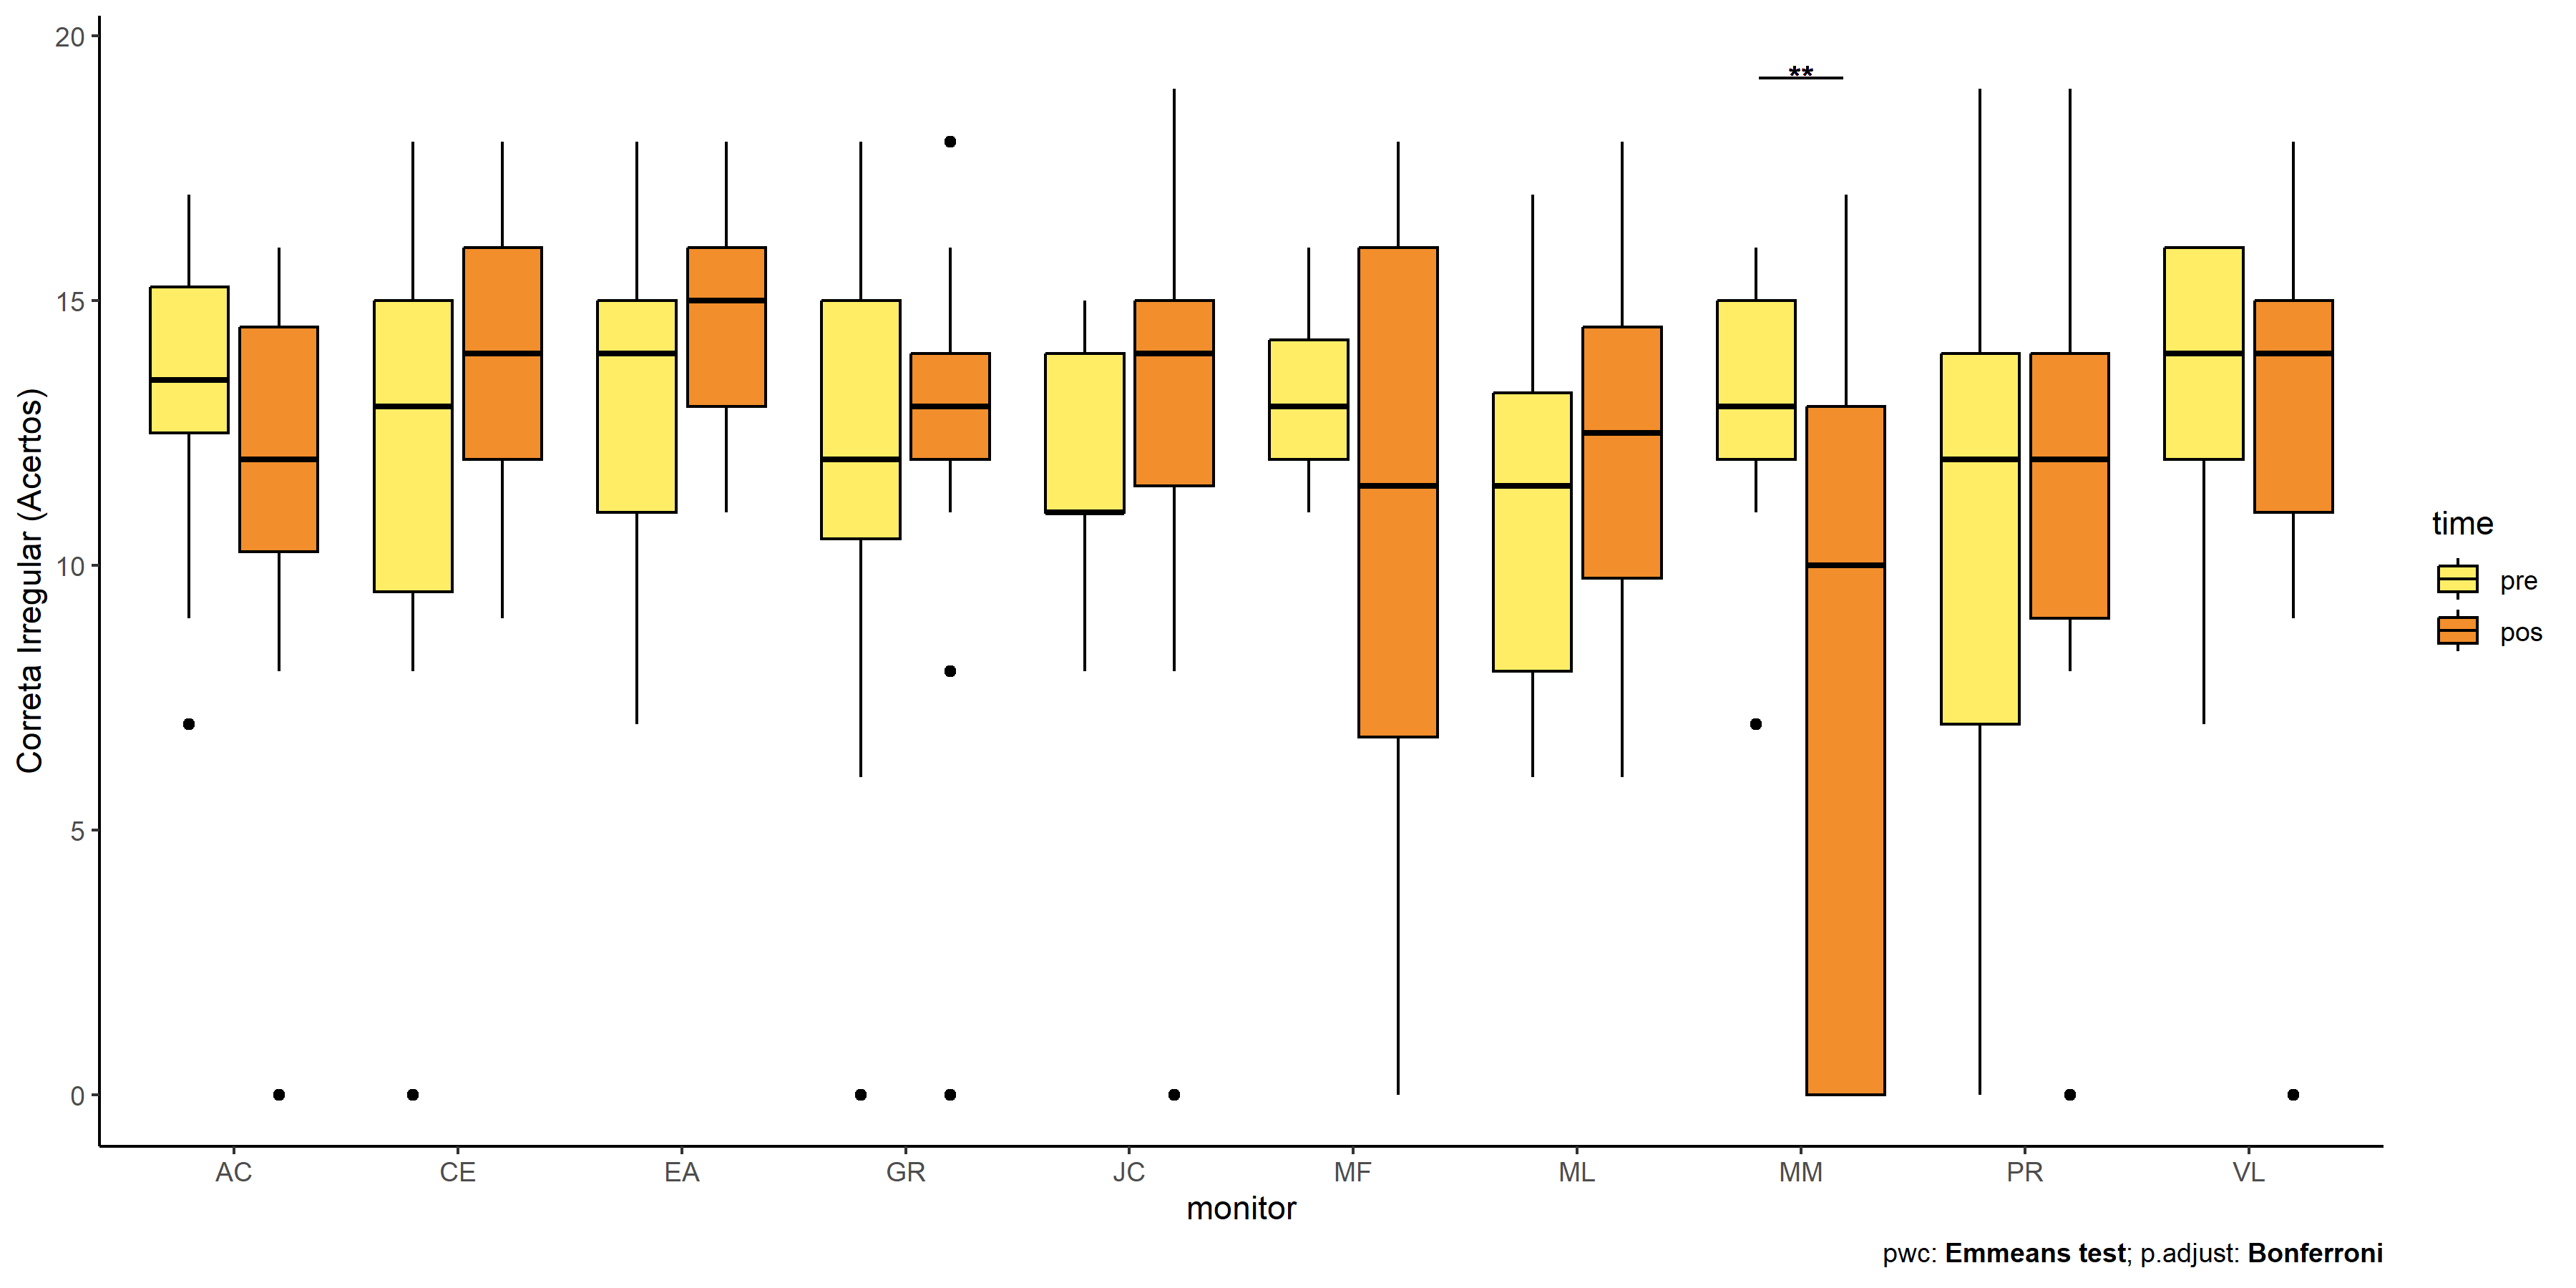 20
**
15
10
5
0
Correta Irregular (Acertos)
AC CE EA GR JC MF ML MM PR VL
monitor
time
pre
pos
pwc: Emmeans test; p.adjust: Bonferroni